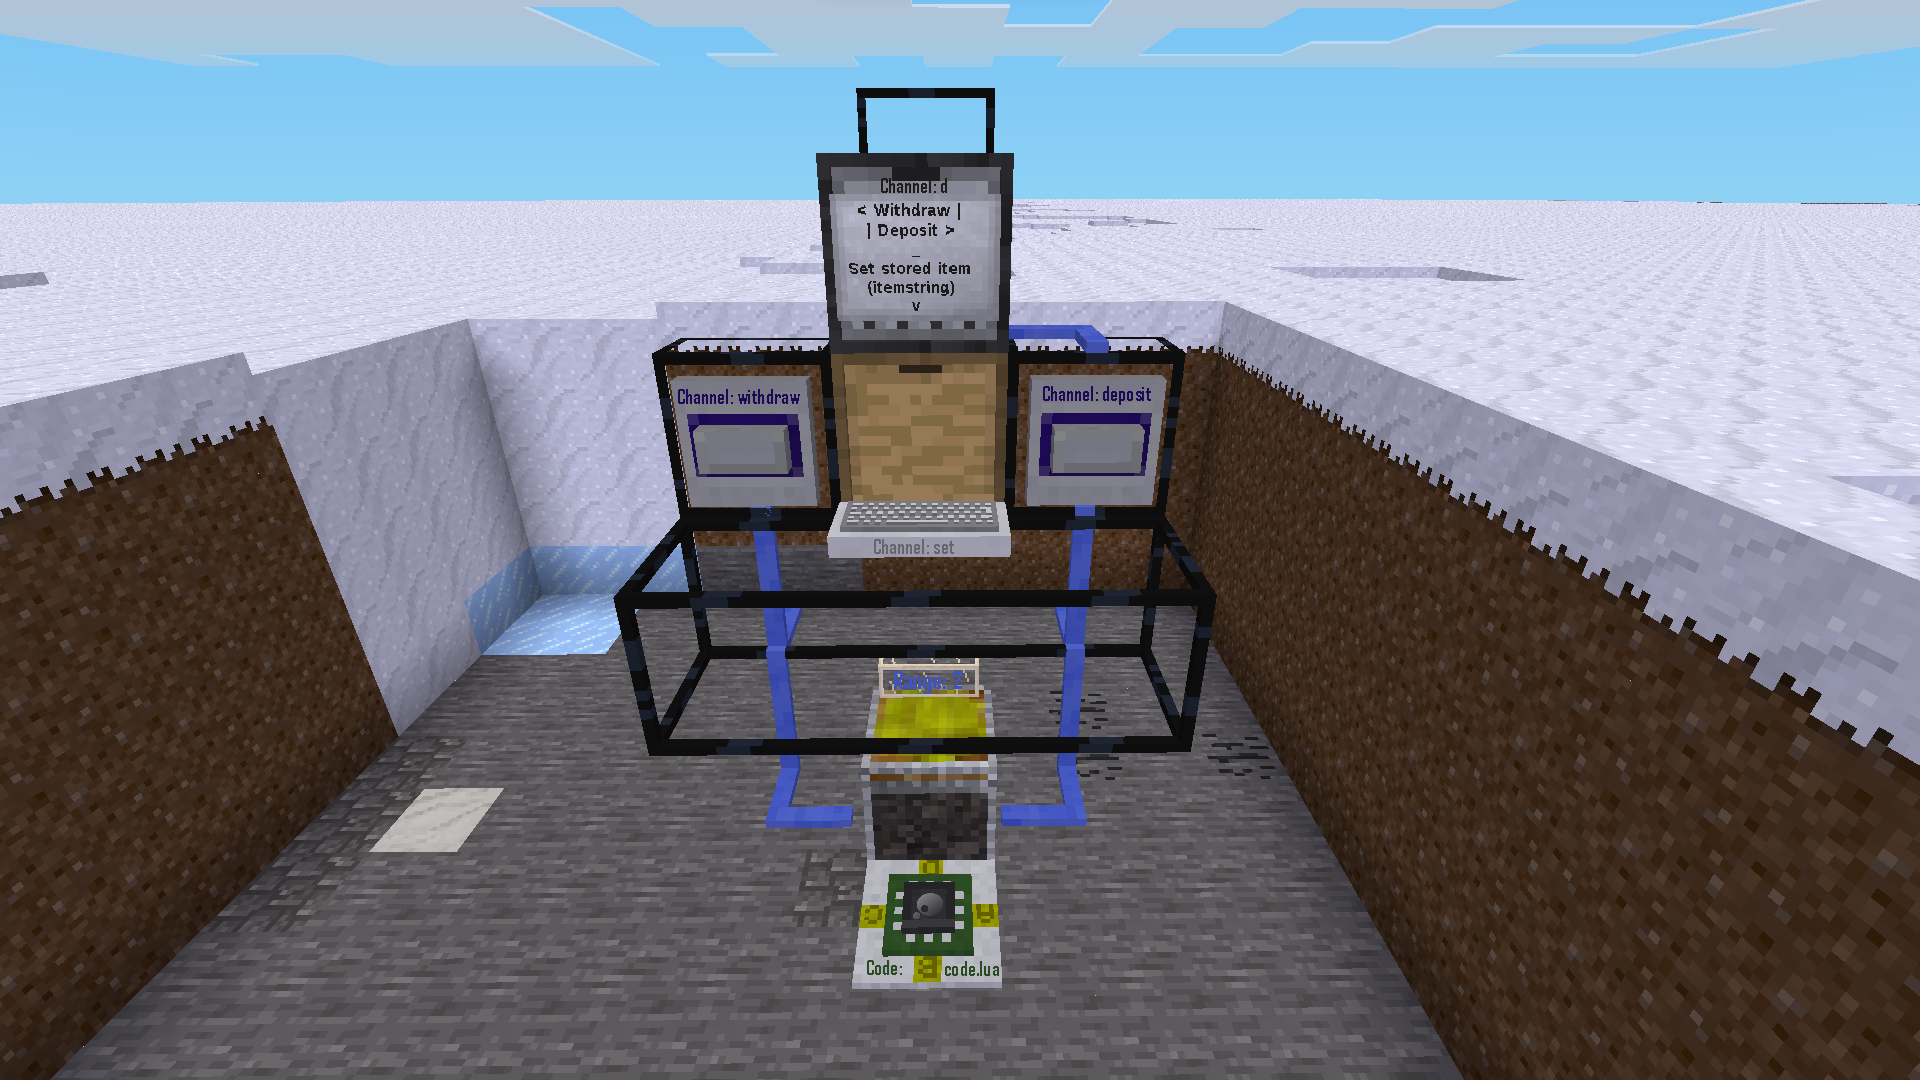 Channel: d
< Withdraw |
| Deposit >
_
Set stored item
(itemstring)
v
Channel: withdraw
Channel: deposit
Channel: set
Range: 2
Code:
code.lua